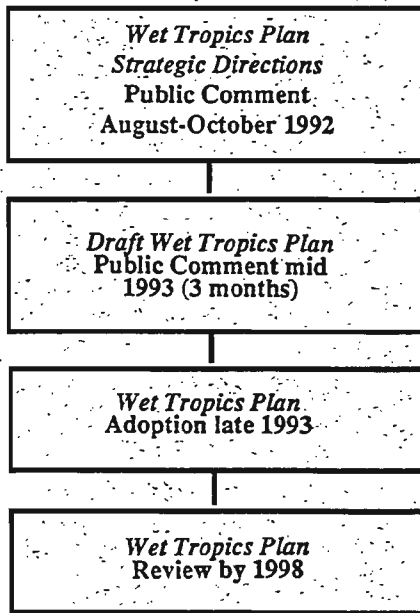 Wet Tropics Plan
Strategic Directions
Public Comment
August-October 1992
Draft Wet Tropics Plan
Public Comment mid
1993 (3 months)
Wet Tropics Plan
Adoption late 1993
Wet Tropics Plan
Review by 1998